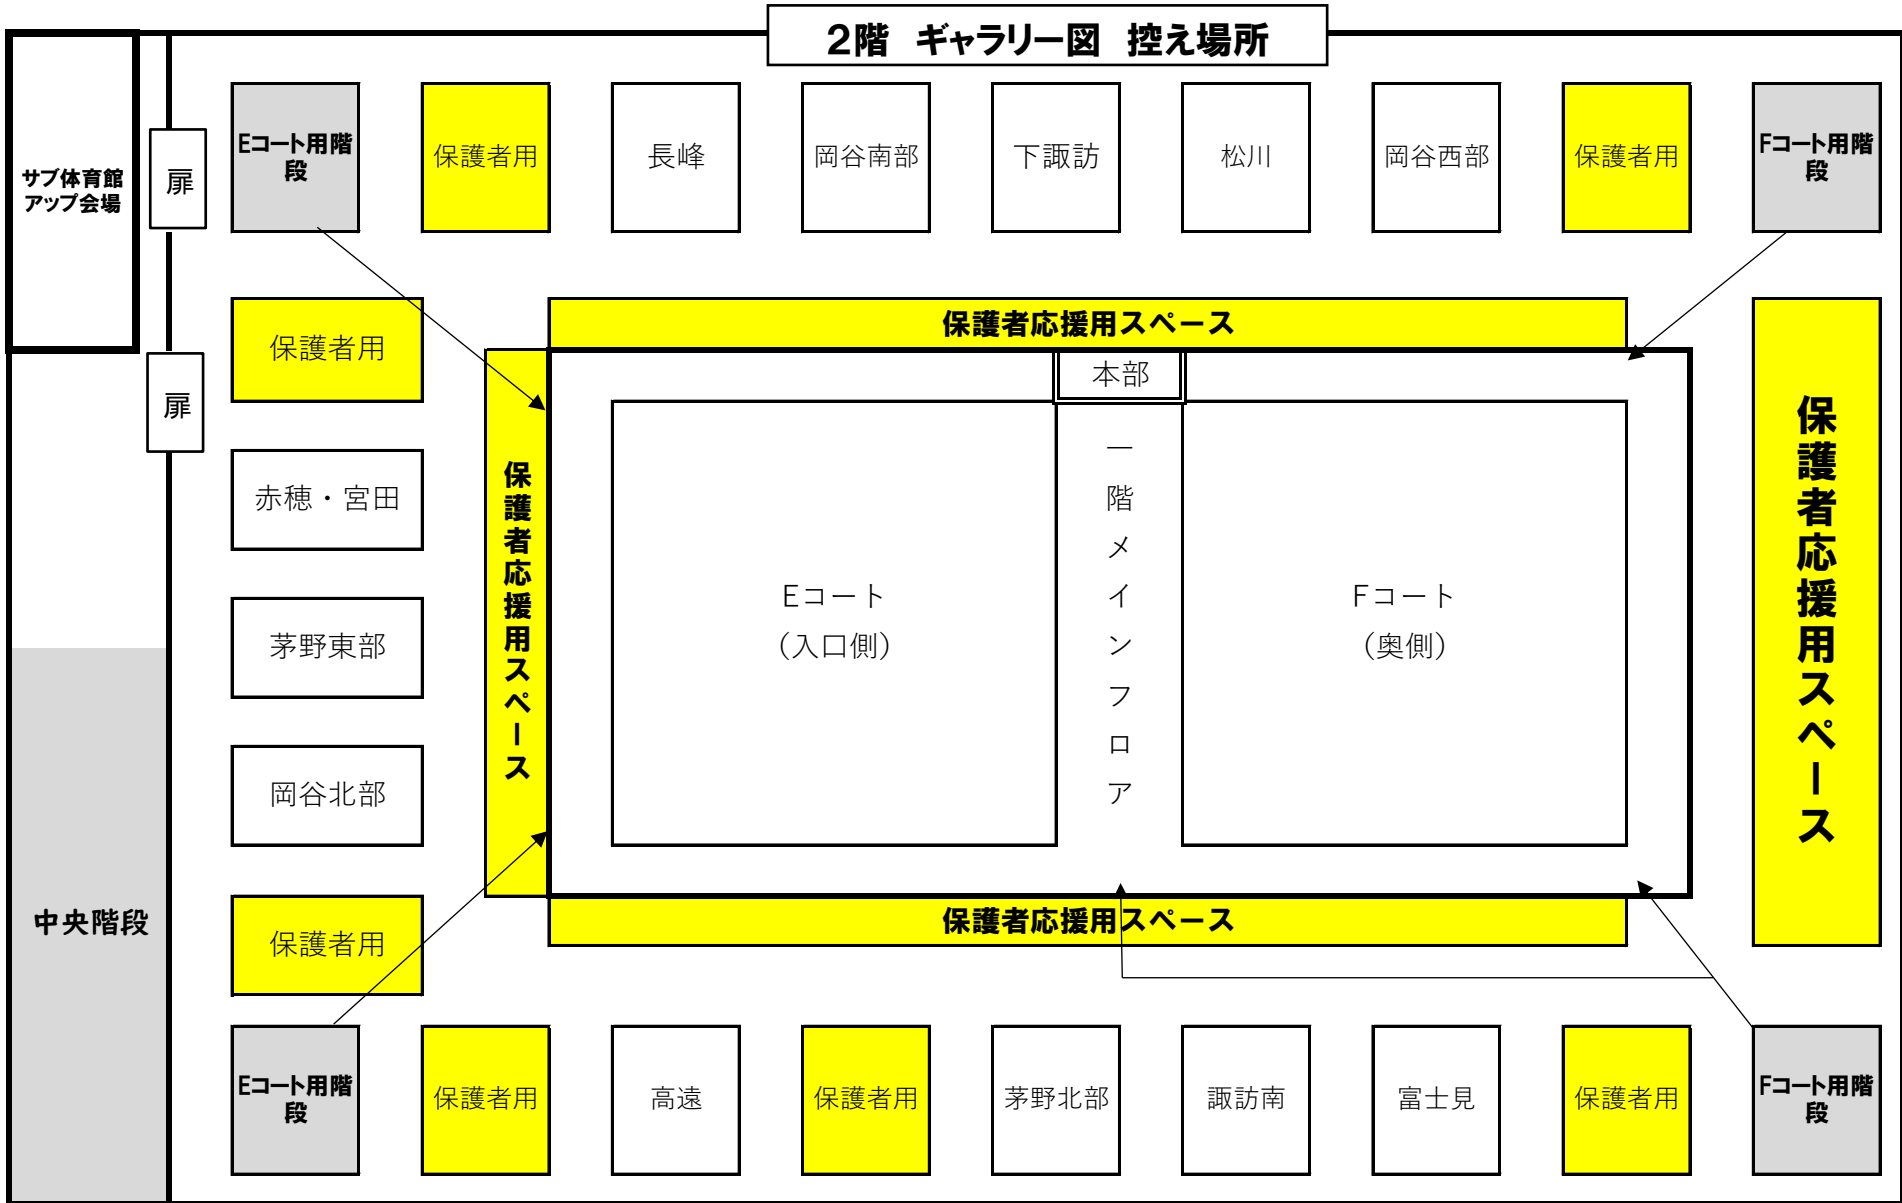 2階　ギャラリー図　控え場所
Eコート用階
段
保護者用
長峰
岡谷南部
下諏訪
松川
岡谷西部
保護者用
Fコート用階
段
サブ体育館
アップ会場
扉
扉
保護者用
赤穂・宮田
茅野東部
岡谷北部
保護者用
中央階段
保護者応援用スペース
保護者応援用スペース
本部
一階メインフロア
Eコート
（入口側）
Fコート
（奥側）
保護者応援用スペース
保護者応援用スペース
Eコート用階
段
保護者用
高遠
保護者用
茅野北部
諏訪南
富士見
保護者用
Fコート用階
段